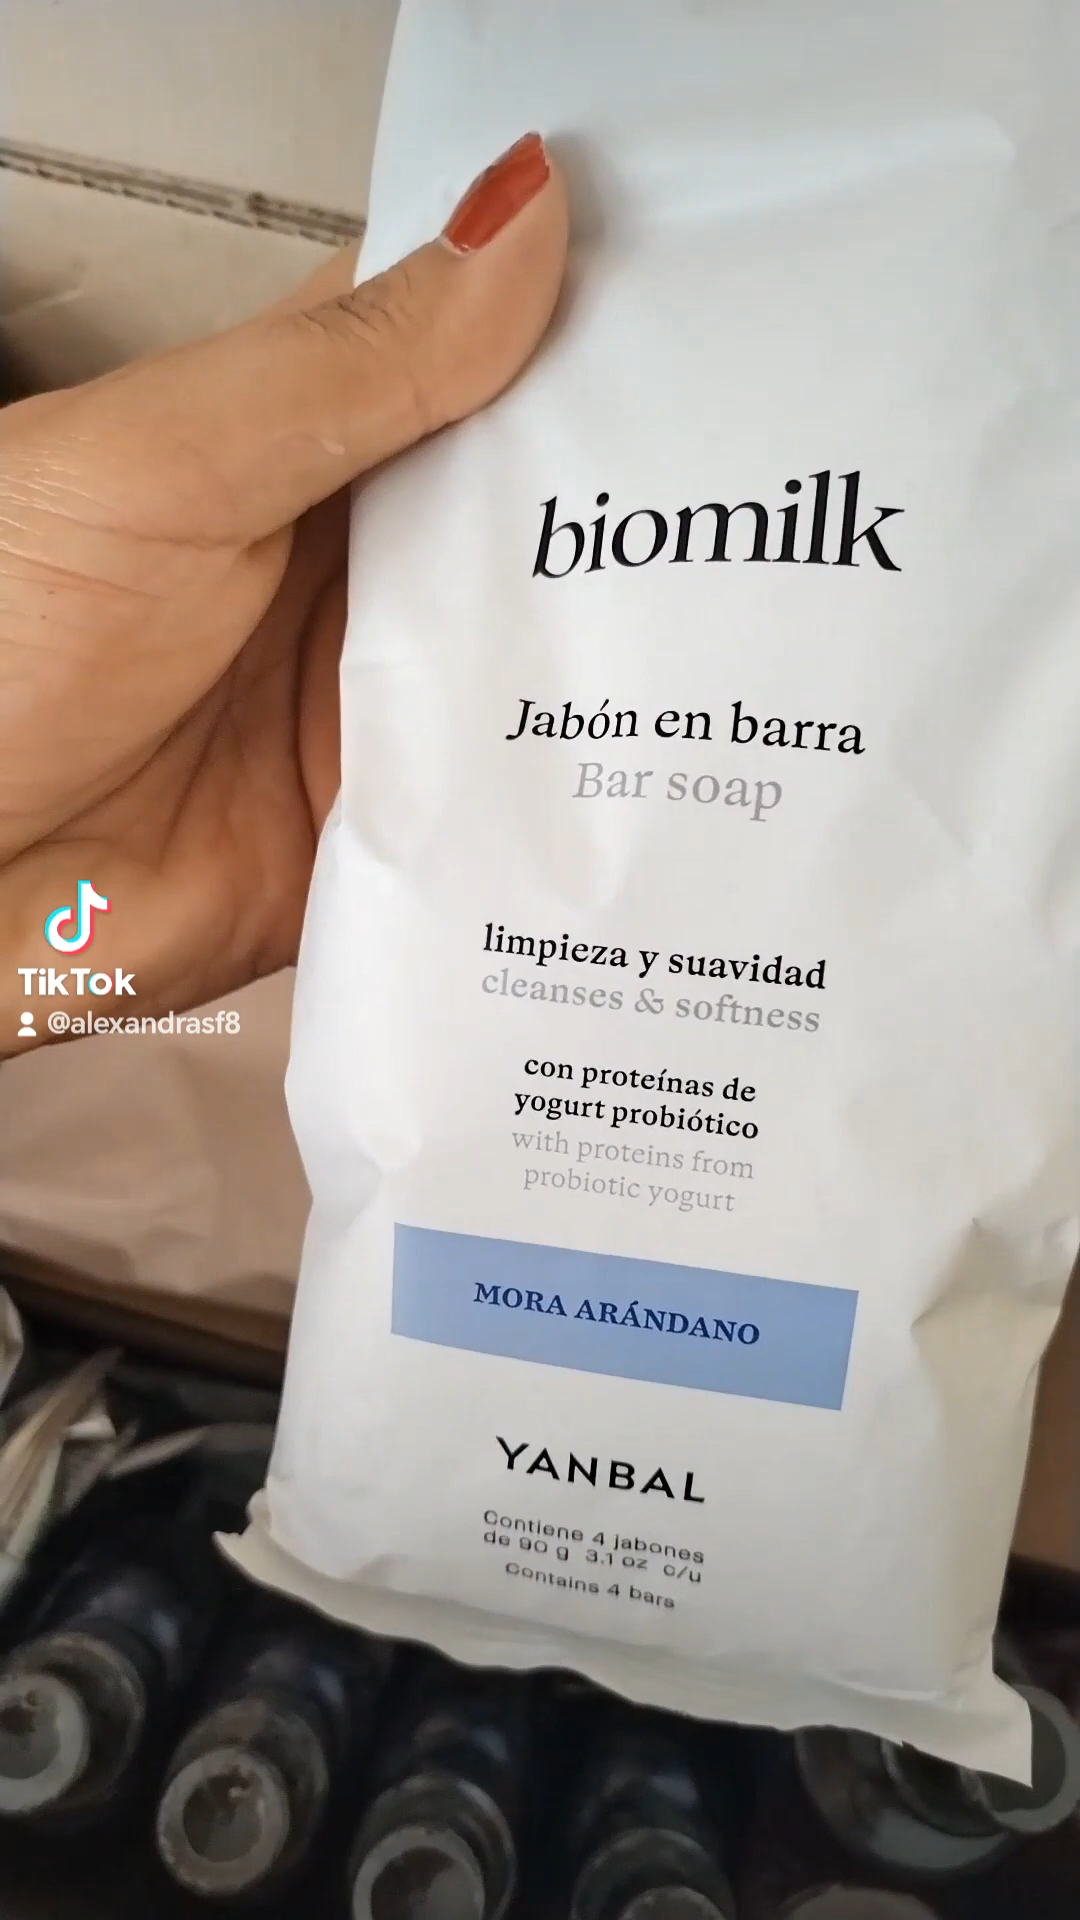 biomilk
Jabón en barra
Bar soap
limpieza y suavidad
cleanses & softness
con proteínas de
yogurt probiótico
with proteins from
probiotic yogurt
MORA ARÁNDANO
YANBAL
Contiene 4 jabones
de 90 g 3.1 oz c/u
Contains 4 bars
TikTok
@alexandrasf8